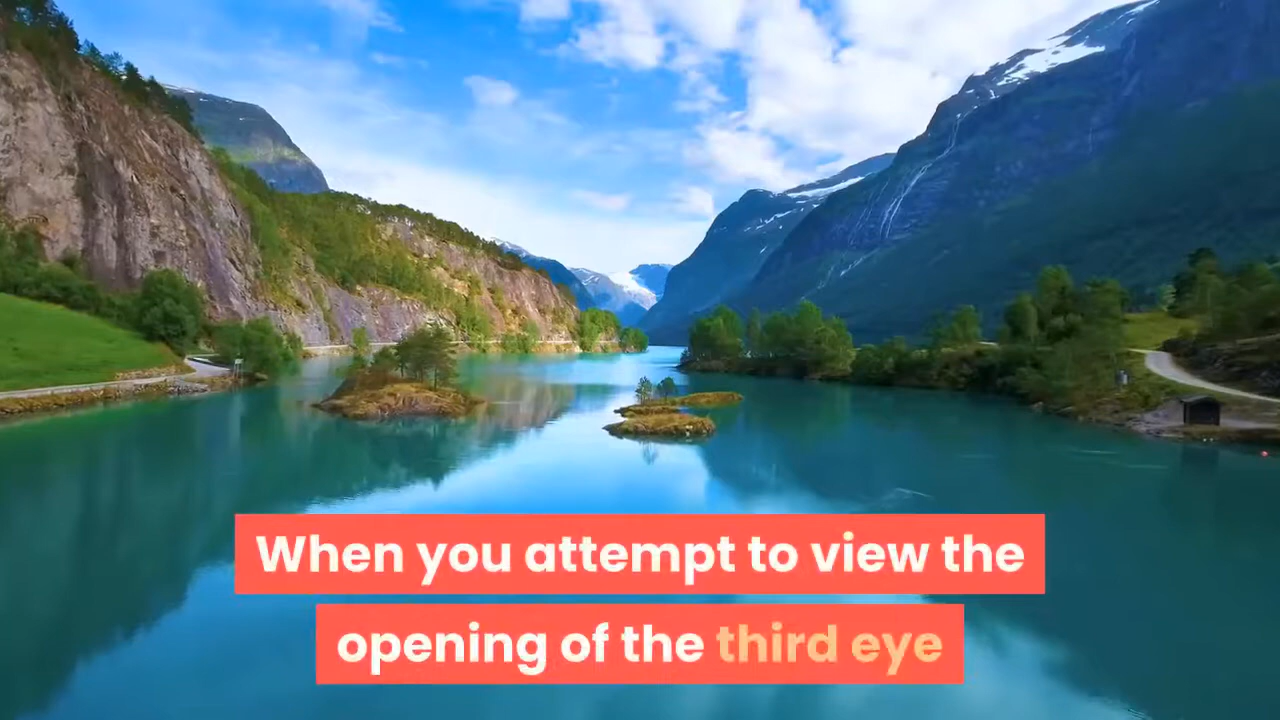 When you attempt to view the
opening of the third eye